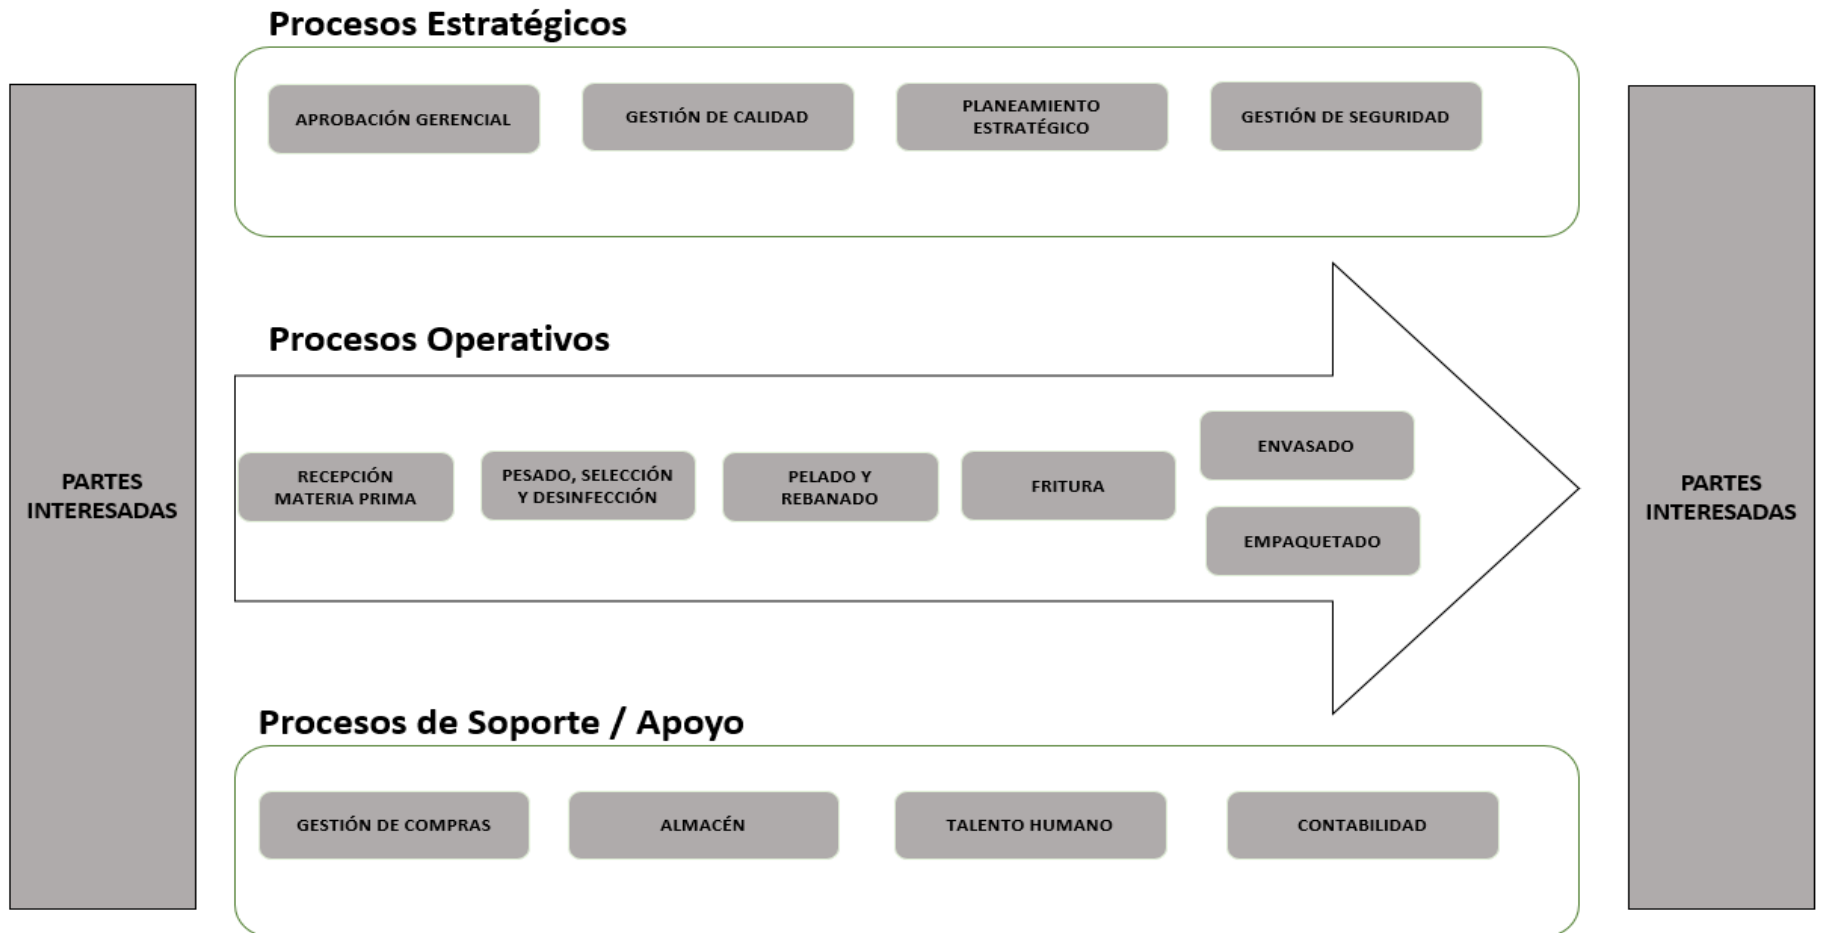 Procesos Estratégicos
APROBACIÓN GERENCIAL
GESTIÓN DE CALIDAD
PLANEAMIENTO
ESTRATÉGICO
GESTIÓN DE SEGURIDAD
PARTES
INTERESADAS
Procesos Operativos
RECEPCIÓN
MATERIA PRIMA
PESADO, SELECCIÓN
Y DESINFECCIÓN
PELADO Y
REBANADO
FRITURA
ENVASADO
EMPAQUETADO
PARTES
INTERESADAS
Procesos de Soporte / Apoyo
GESTIÓN DE COMPRAS
ALMACÉN
TALENTO HUMANO
CONTABILIDAD